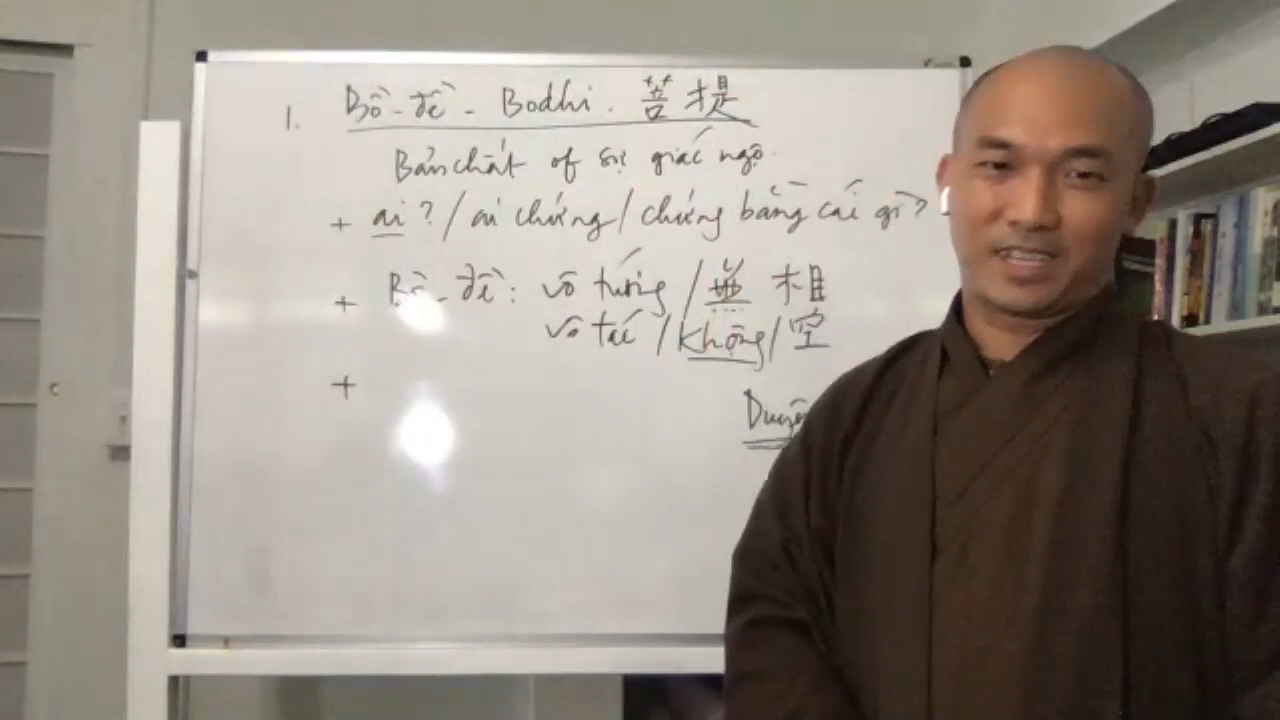 1. Bồ-đề - Bodhi. 菩提
Bản chất of sự giác ngộ.
+ ai? / ai chứng / chứng bằng cái gì?
+ Bồ-đề: vô tướng / 無 相
vô tác / không / 空
+